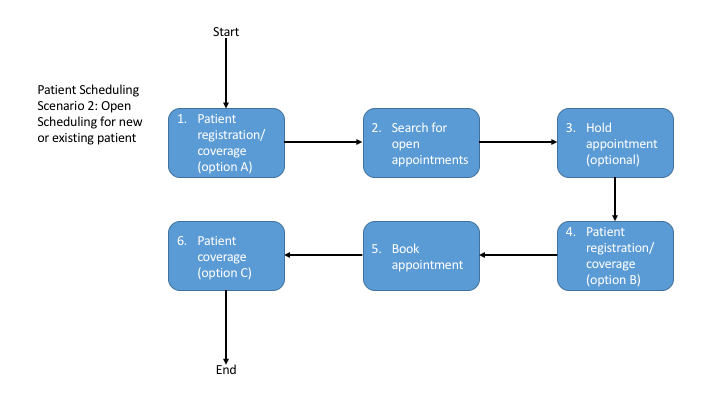 Start
Patient Scheduling
Scenario 2: Open
Scheduling for new
or existing patient
1. Patient
registration/
coverage
(option A)
2. Search for
open
appointments
3. Hold
appointment
(optional)
4. Patient
registration/
coverage
(option B)
5. Book
appointment
6. Patient
coverage
(option C)
End